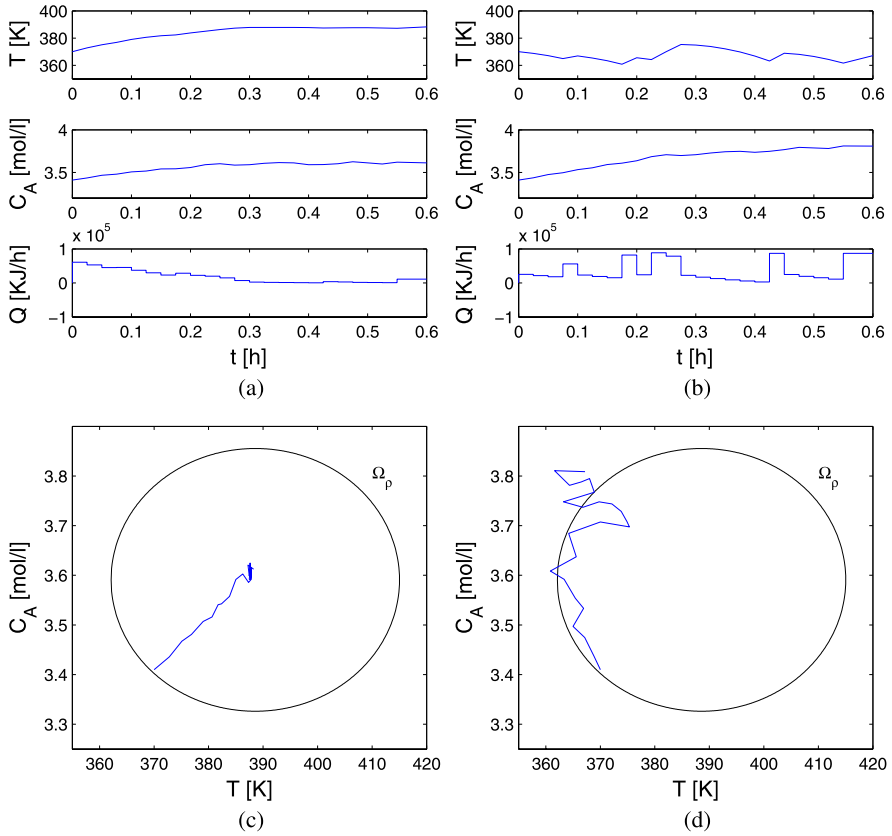 400
380
360
T [K]
0 0.1 0.2 0.3 0.4 0.5 0.6
4
3.5
C_A [mol/l]
0 0.1 0.2 0.3 0.4 0.5 0.6
x 10^5
1
0
−1
Q [KJ/h]
0 0.1 0.2 0.3 0.4 0.5 0.6
t [h]
(a)
400
380
360
T [K]
0 0.1 0.2 0.3 0.4 0.5 0.6
4
3.5
C_A [mol/l]
0 0.1 0.2 0.3 0.4 0.5 0.6
x 10^5
1
0
−1
Q [KJ/h]
0 0.1 0.2 0.3 0.4 0.5 0.6
t [h]
(b)
Ω_ρ
3.8
3.7
3.6
3.5
3.4
3.3
C_A [mol/l]
360 370 380 390 400 410 420
T [K]
(c)
Ω_ρ
3.8
3.7
3.6
3.5
3.4
3.3
C_A [mol/l]
360 370 380 390 400 410 420
T [K]
(d)